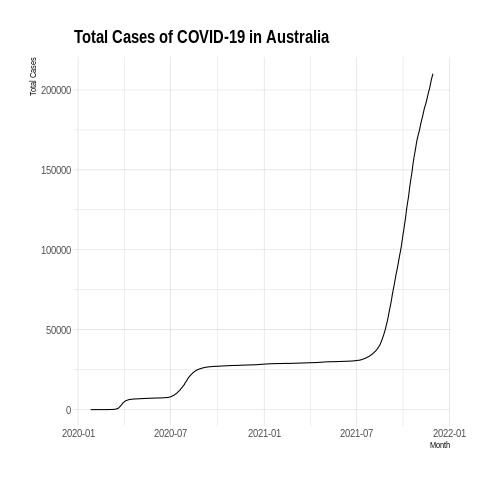 Total Cases of COVID-19 in Australia
Total Cases
200000
150000
100000
50000
0
2020-01 2020-07 2021-01 2021-07 2022-01
Month